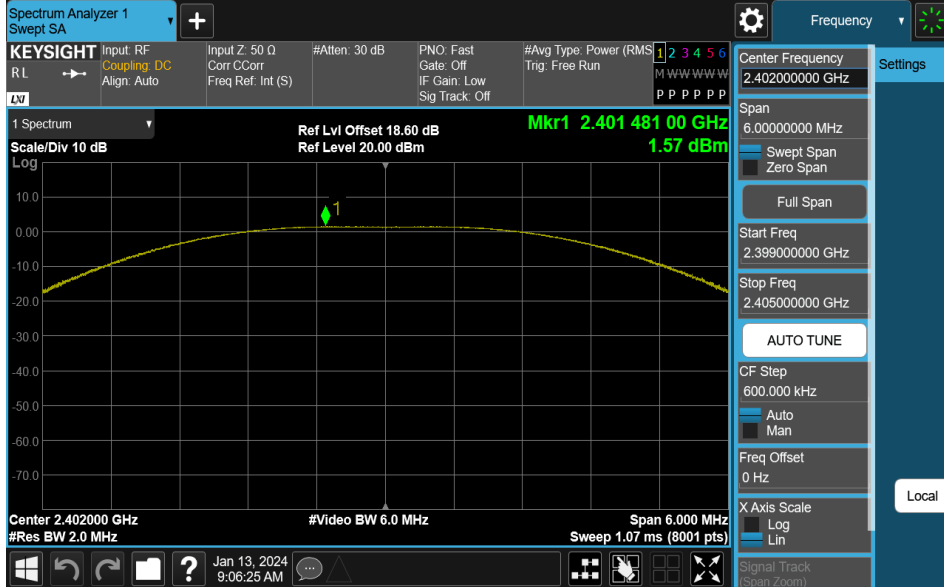 Spectrum Analyzer 1
Swept SA
+
Frequency
KEYSIGHT
R L
LXI
Input: RF
Coupling: DC
Align: Auto
Input Z: 50 Ω
Corr CCorr
Freq Ref: Int (S)
#Atten: 30 dB
PNO: Fast
Gate: Off
IF Gain: Low
Sig Track: Off
#Avg Type: Power (RMS
Trig: Free Run
1 2 3 4 5 6
M W W W W W
P P P P P P
Center Frequency
2.402000000 GHz
Settings
Span
6.00000000 MHz
Swept Span
Zero Span
Full Span
Start Freq
2.399000000 GHz
Stop Freq
2.405000000 GHz
AUTO TUNE
CF Step
600.000 kHz
Auto
Man
Freq Offset
0 Hz
X Axis Scale
Log
Lin
Local
Signal Track
(Span Zoom)
1 Spectrum
Scale/Div 10 dB
Ref Lvl Offset 18.60 dB
Ref Level 20.00 dBm
Mkr1 2.401 481 00 GHz
1.57 dBm
Log
10.0
1
0.00
-10.0
-20.0
-30.0
-40.0
-50.0
-60.0
-70.0
Center 2.402000 GHz
#Video BW 6.0 MHz
Span 6.000 MHz
#Res BW 2.0 MHz
Sweep 1.07 ms (8001 pts)
?
Jan 13, 2024
9:06:25 AM